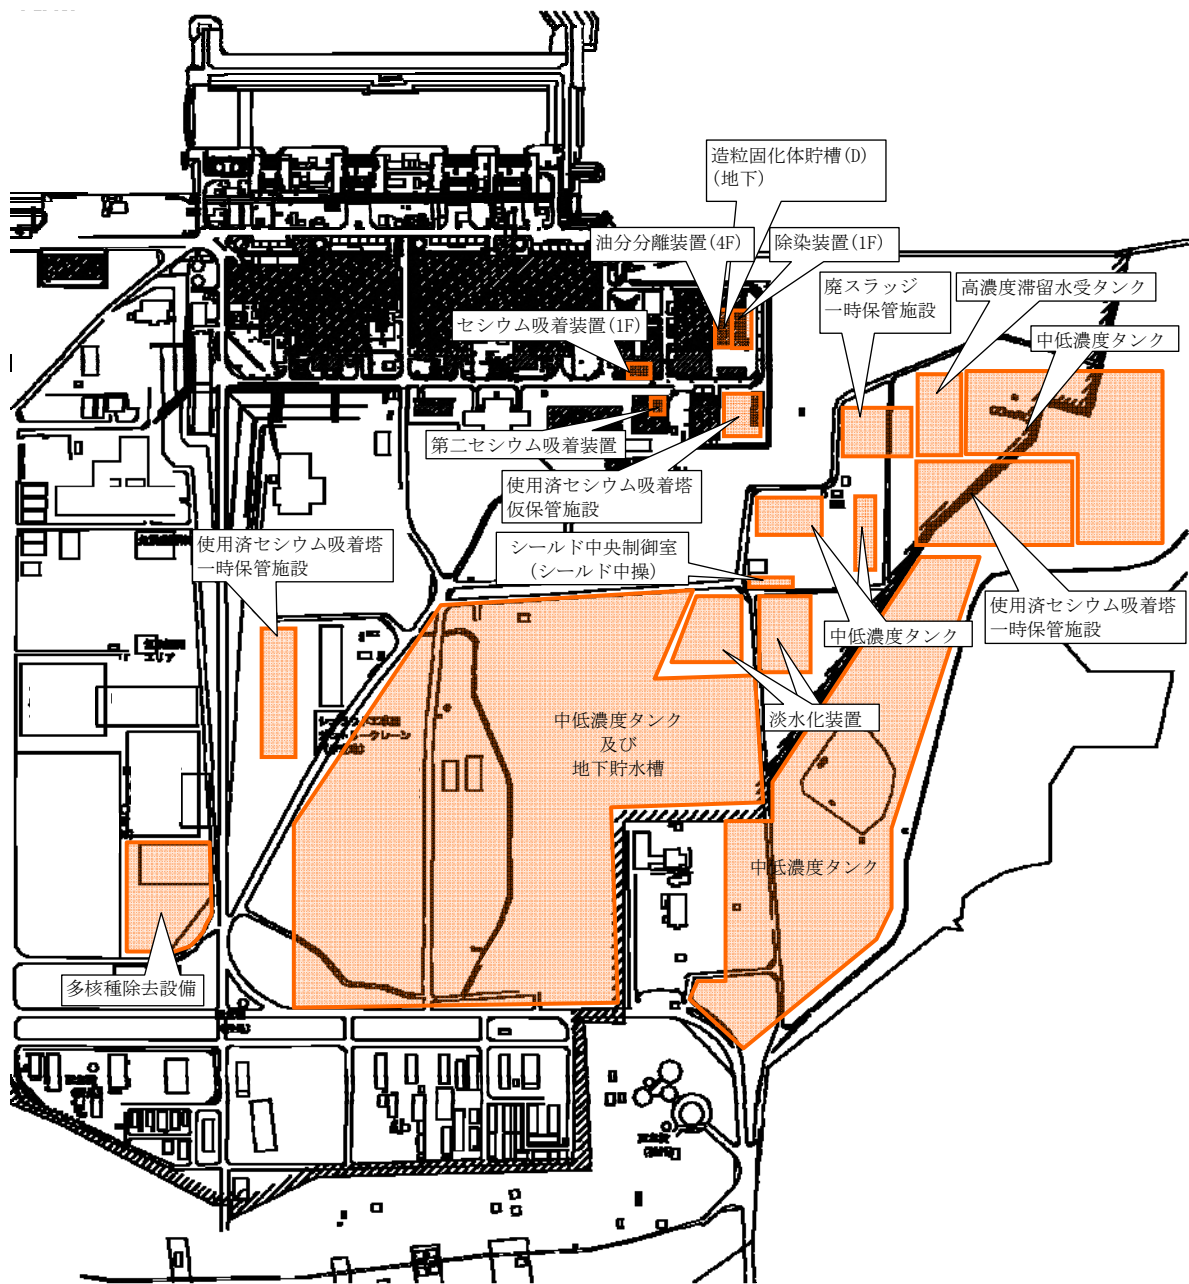 造粒固化体貯槽(D)
(地下)
油分分離装置(4F)
除染装置(1F)
廃スラッジ
一時保管施設
高濃度滞留水受タンク
セシウム吸着装置(1F)
中低濃度タンク
第二セシウム吸着装置
使用済セシウム吸着塔
仮保管施設
使用済セシウム吸着塔
一時保管施設
シールド中央制御室
(シールド中操)
使用済セシウム吸着塔
一時保管施設
中低濃度タンク
淡水化装置
中低濃度タンク
及び
地下貯水槽
中低濃度タンク
多核種除去設備